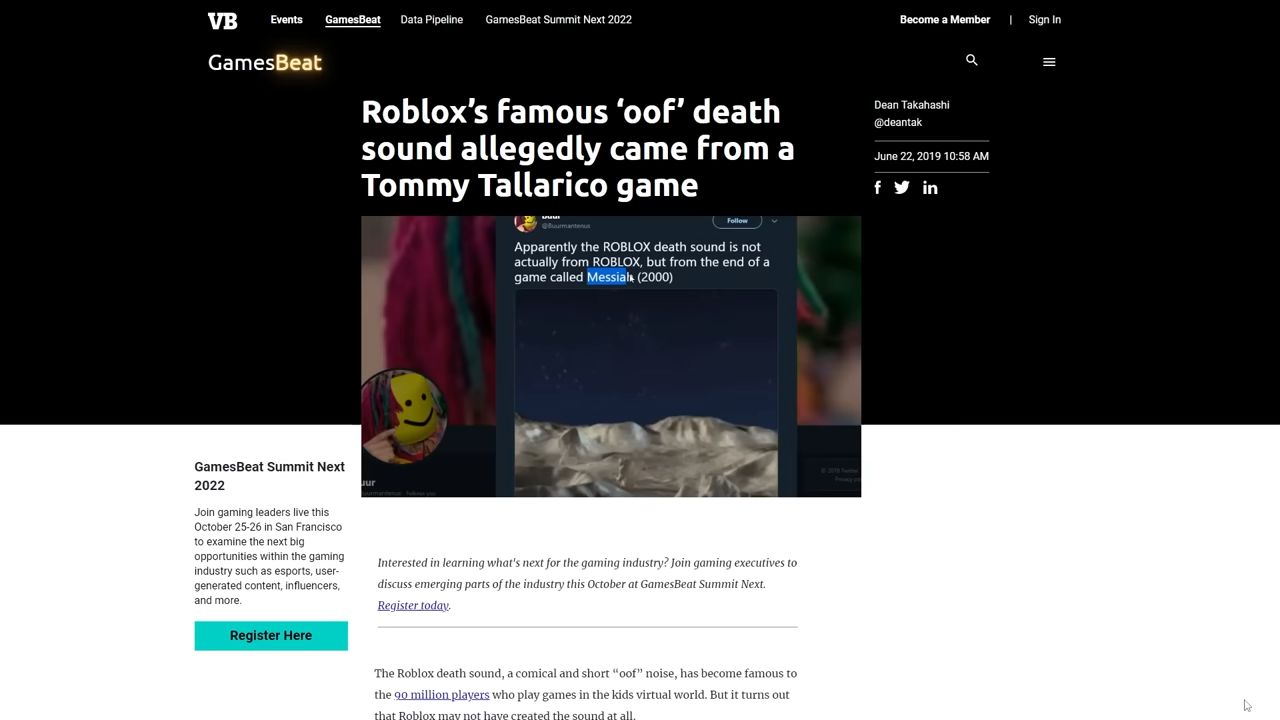 VB
Events
GamesBeat
Data Pipeline
GamesBeat Summit Next 2022
Become a Member
|
Sign In
GamesBeat
Roblox’s famous ‘oof’ death
sound allegedly came from a
Tommy Tallarico game
Dean Takahashi
@deantak
June 22, 2019 10:58 AM
@Buurmantenus
Follow
Apparently the ROBLOX death sound is not
actually from ROBLOX, but from the end of a
game called Messiah (2000)
GamesBeat Summit Next
2022
Join gaming leaders live this
October 25-26 in San Francisco
to examine the next big
opportunities within the gaming
industry such as esports, user-
generated content, influencers,
and more.
Register Here
Interested in learning what's next for the gaming industry? Join gaming executives to
discuss emerging parts of the industry this October at GamesBeat Summit Next.
Register today.
The Roblox death sound, a comical and short “oof” noise, has become famous to
the 90 million players who play games in the kids virtual world. But it turns out
that Roblox may not have created the sound at all.